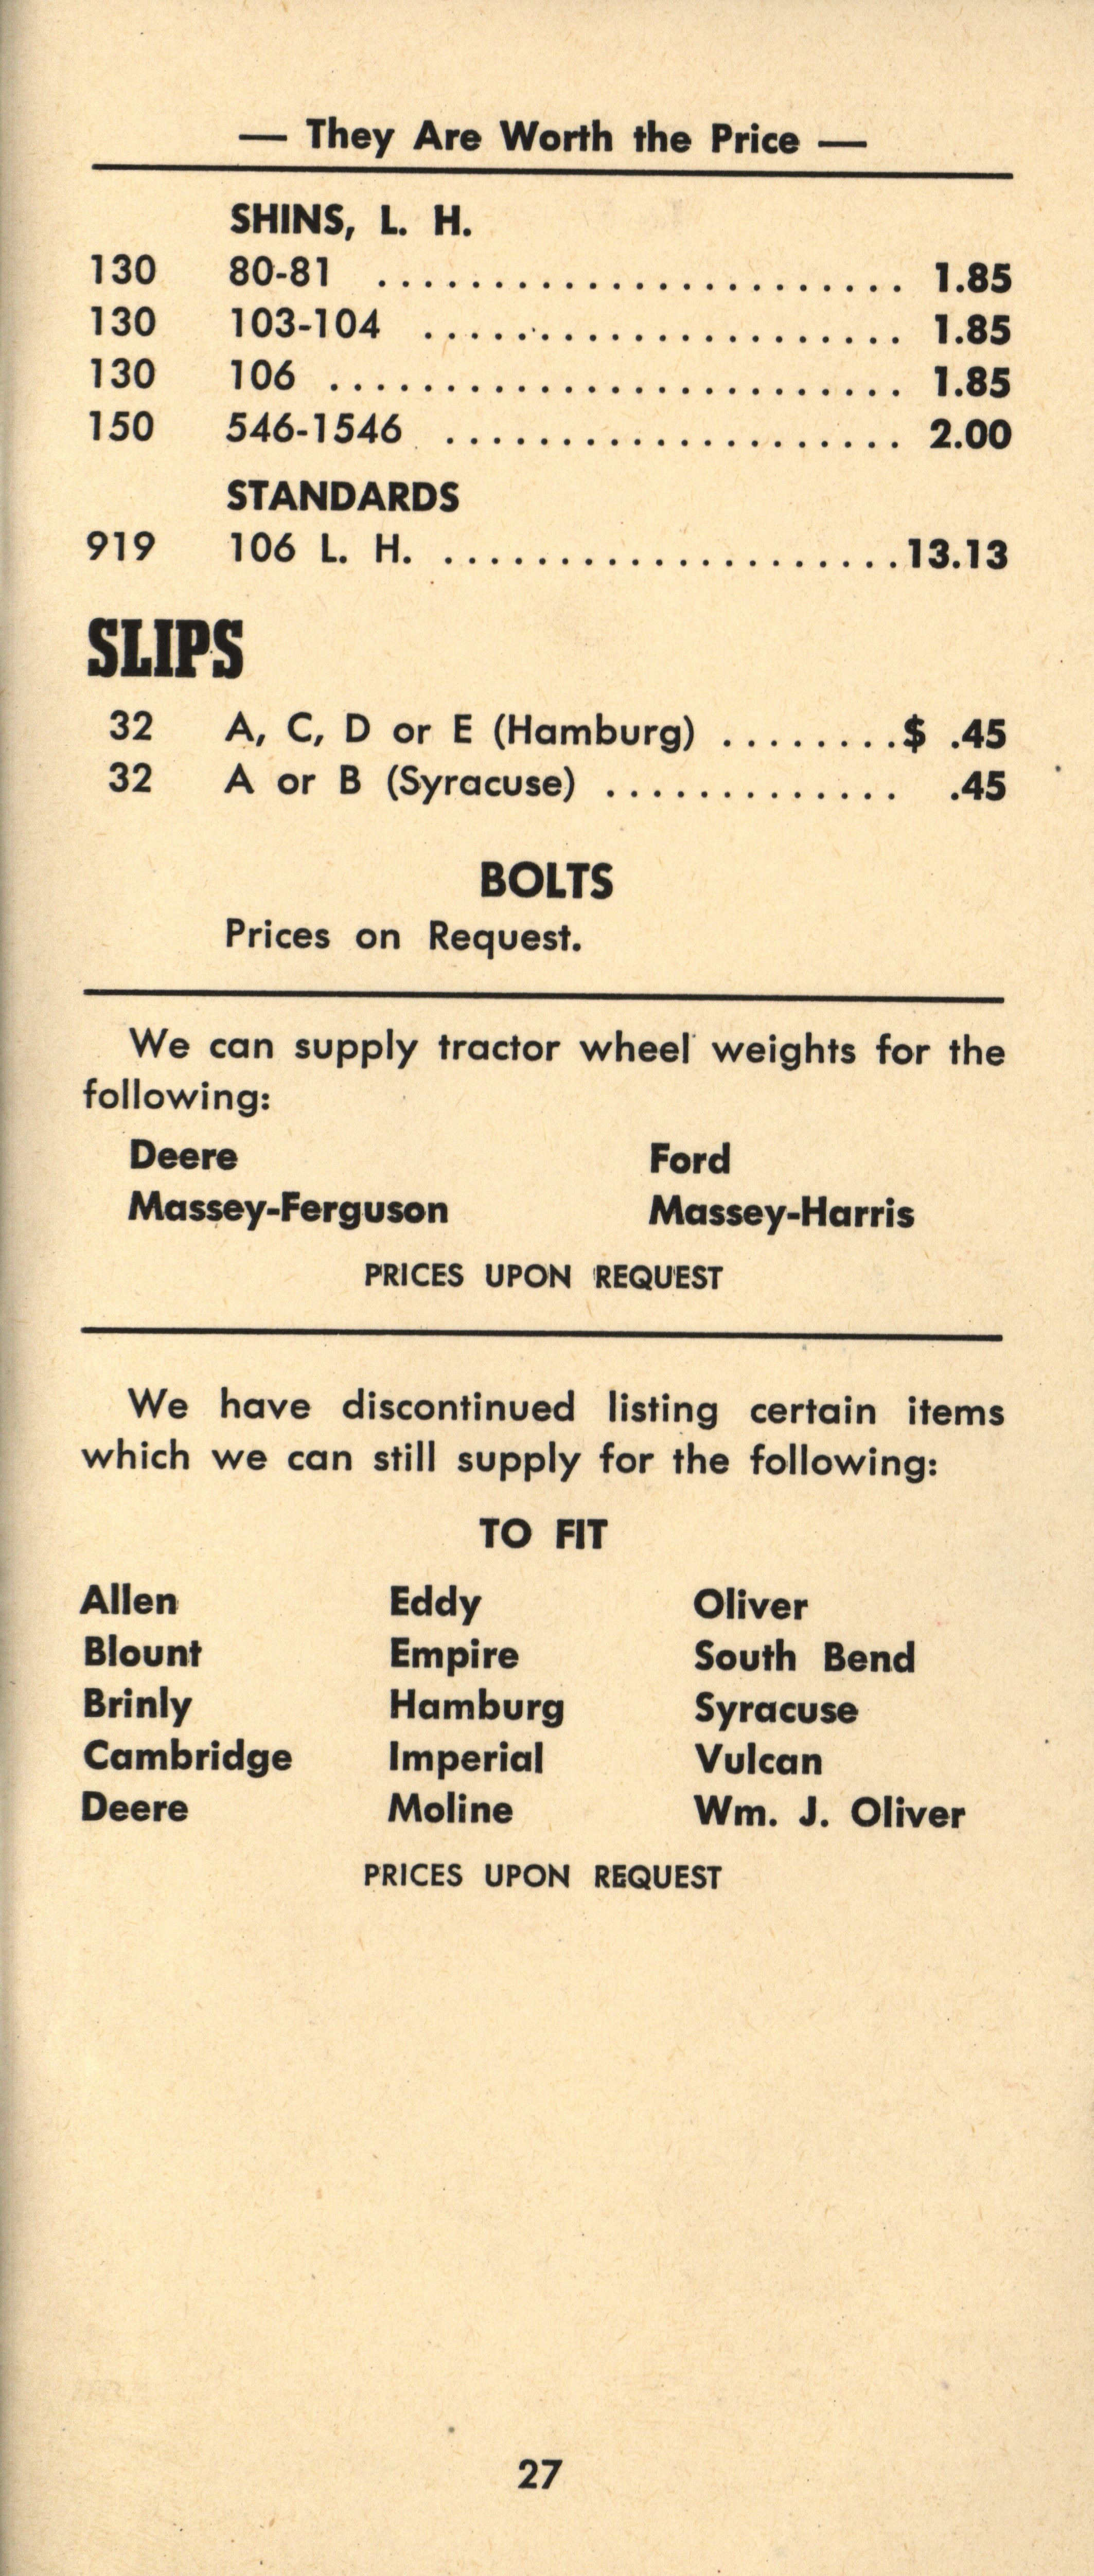 — They Are Worth the Price —
SHINS, L. H.
130 80-81 ....................... 1.85
130 103-104 ..................... 1.85
130 106 ......................... 1.85
150 546-1546 .................... 2.00
STANDARDS
919 106 L. H. ....................13.13
SLIPS
32 A, C, D or E (Hamburg) ........$ .45
32 A or B (Syracuse) ............. .45
BOLTS
Prices on Request.
We can supply tractor wheel weights for the
following:
Deere Ford
Massey-Ferguson Massey-Harris
PRICES UPON REQUEST
We have discontinued listing certain items
which we can still supply for the following:
TO FIT
Allen Eddy Oliver
Blount Empire South Bend
Brinly Hamburg Syracuse
Cambridge Imperial Vulcan
Deere Moline Wm. J. Oliver
PRICES UPON REQUEST
27